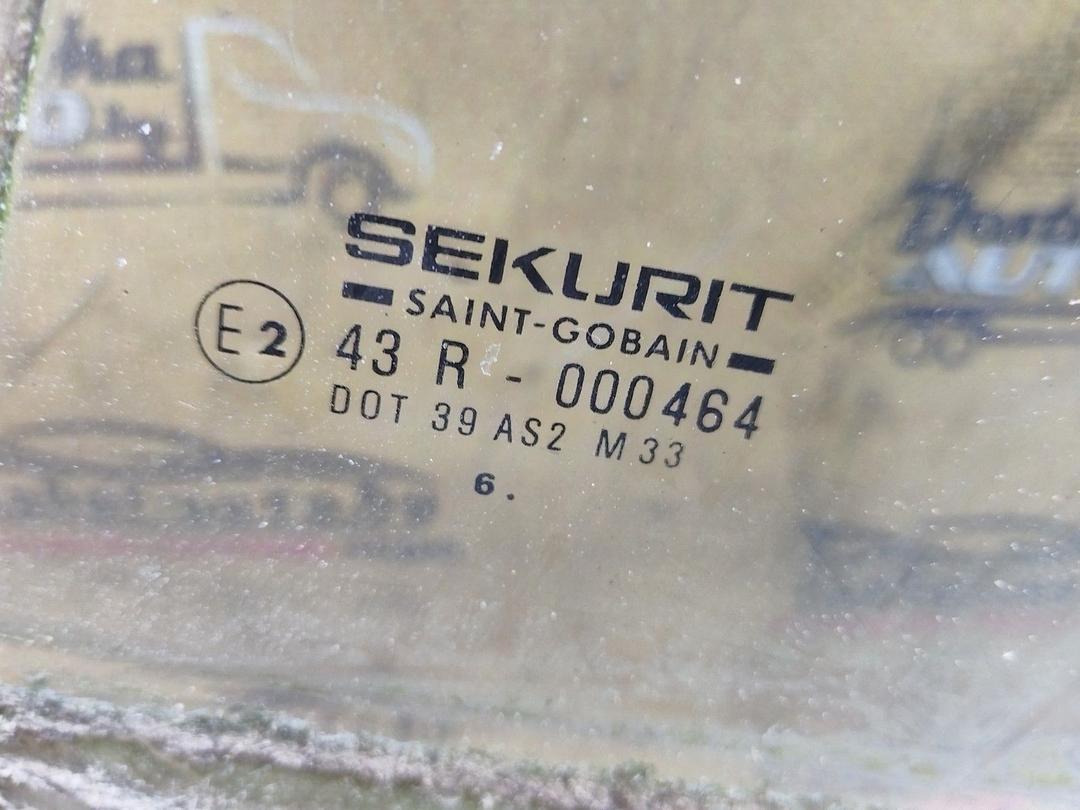 SEKURIT
SAINT-GOBAIN
E2
43 R - 000464
DOT 39 AS2 M33
6 .